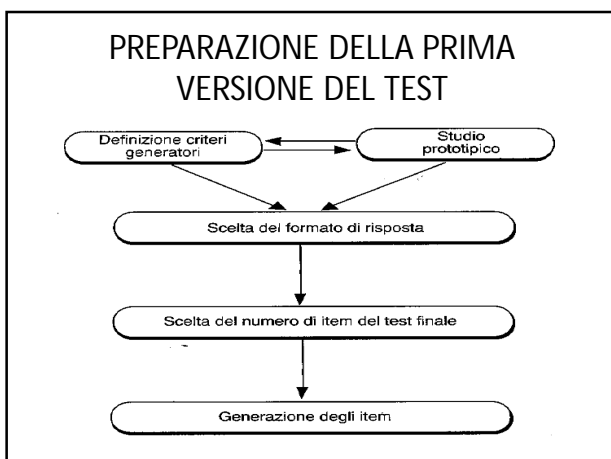 PREPARAZIONE DELLA PRIMA
VERSIONE DEL TEST
Definizione criteri
generatori
Studio
prototipico
Scelta del formato di risposta
Scelta del numero di item del test finale
Generazione degli item